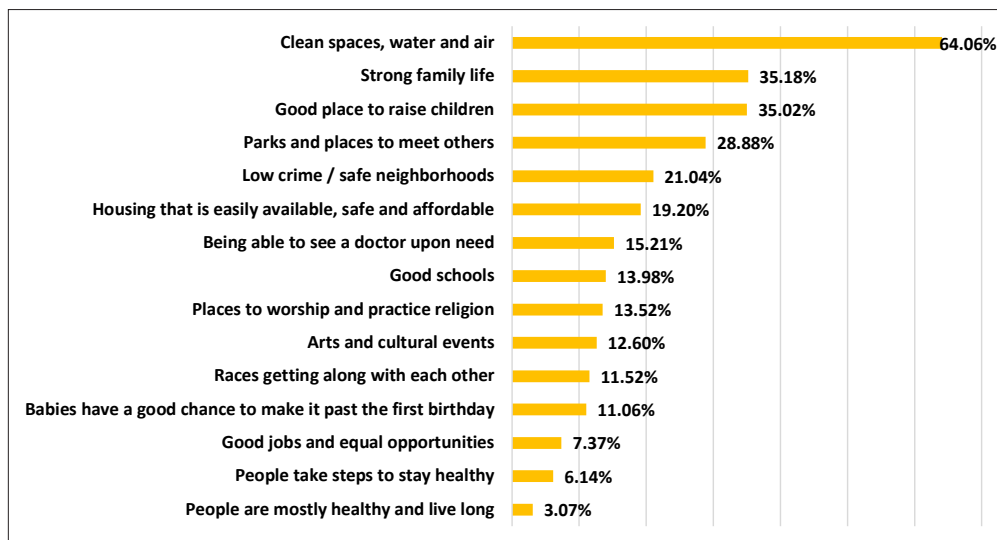 Clean spaces, water and air 64.06%
Strong family life 35.18%
Good place to raise children 35.02%
Parks and places to meet others 28.88%
Low crime / safe neighborhoods 21.04%
Housing that is easily available, safe and affordable 19.20%
Being able to see a doctor upon need 15.21%
Good schools 13.98%
Places to worship and practice religion 13.52%
Arts and cultural events 12.60%
Races getting along with each other 11.52%
Babies have a good chance to make it past the first birthday 11.06%
Good jobs and equal opportunities 7.37%
People take steps to stay healthy 6.14%
People are mostly healthy and live long 3.07%